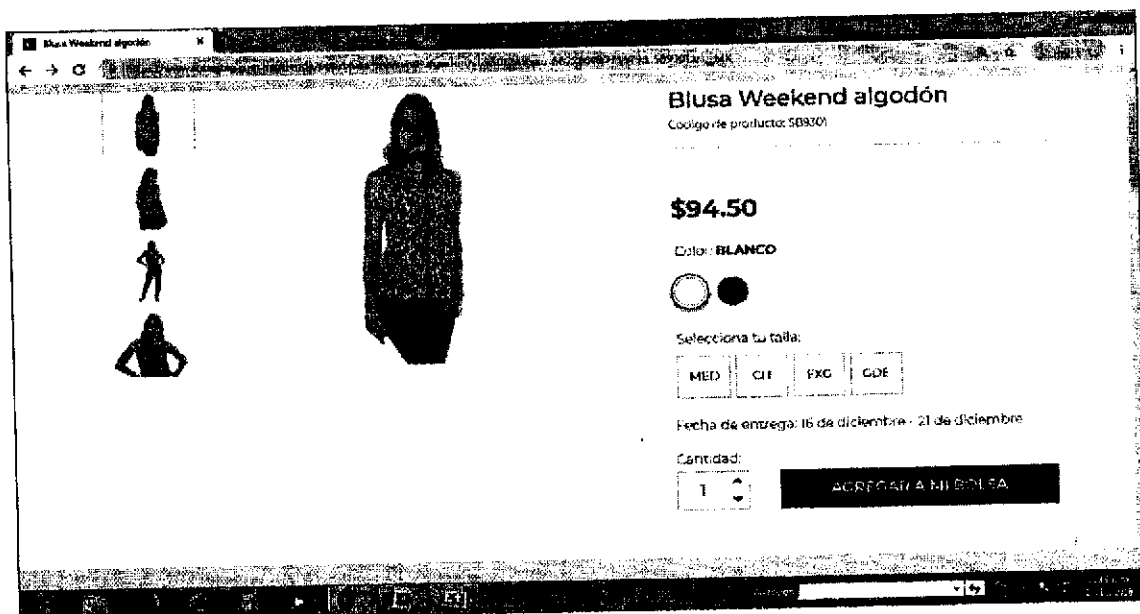 Blusa Weekend algodón
Blusa Weekend algodón
Codigo de producto: 589301
$94.50
Color: BLANCO
Selecciona tu talla:
MED CH EXG GDE
Fecha de entrega: 16 de diciembre - 21 de diciembre
Cantidad:
1
AGREGAR A MI BOLSA